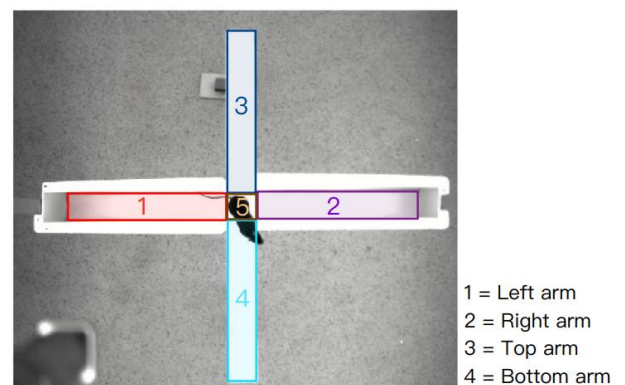 3
1
5
2
4
1 = Left arm
2 = Right arm
3 = Top arm
4 = Bottom arm